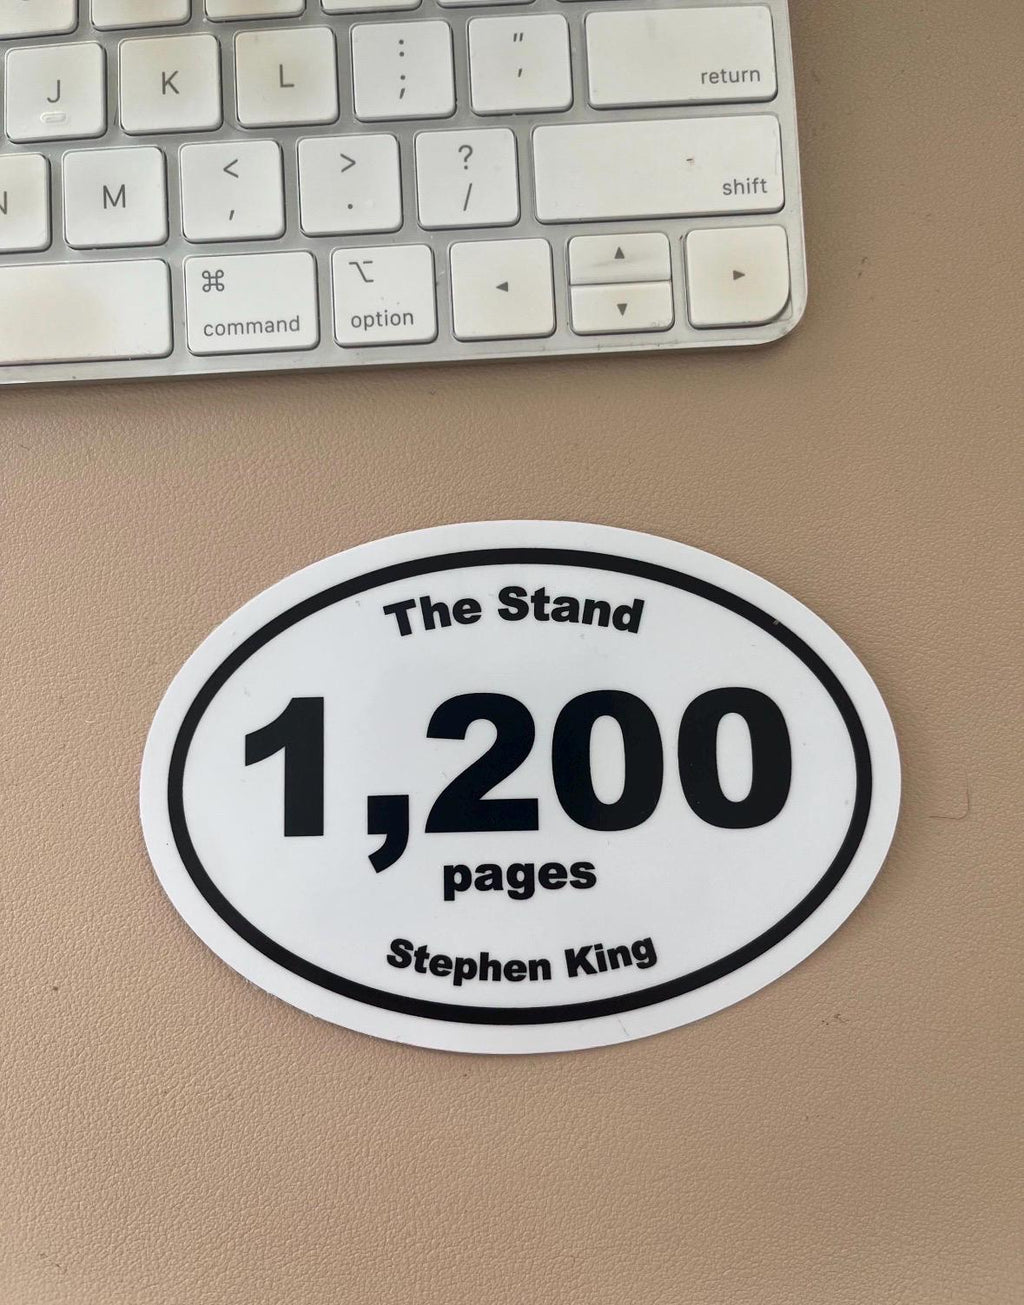 J K L : ; " ' return
N M < , > . ? / shift
⌘ command ⌥ option ◂ ▴ ▾ ▸
The Stand
1,200
pages
Stephen King